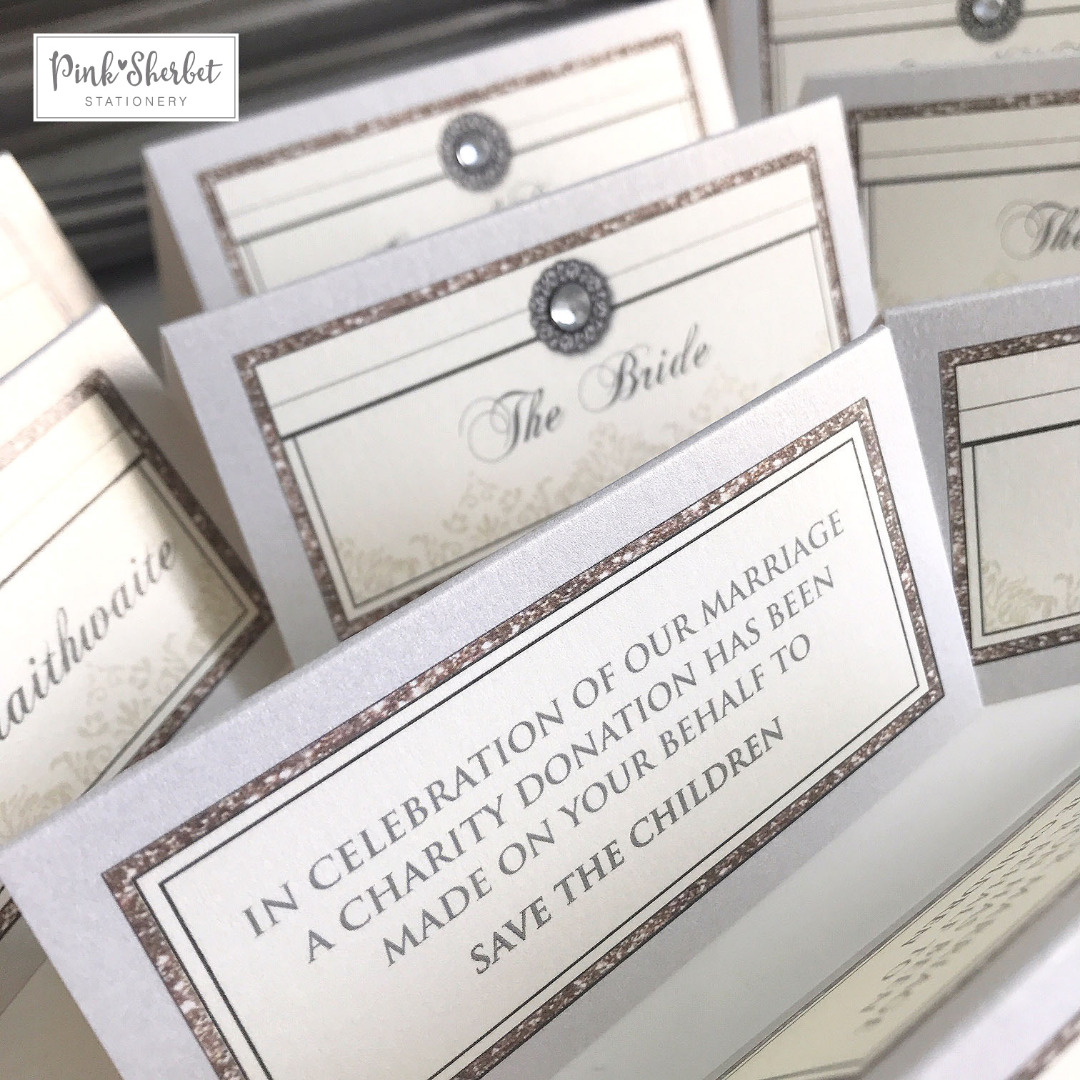 Pink Sherbet
STATIONERY
The
The Bride
IN CELEBRATION OF OUR MARRIAGE
A CHARITY DONATION HAS BEEN
MADE ON YOUR BEHALF TO
SAVE THE CHILDREN